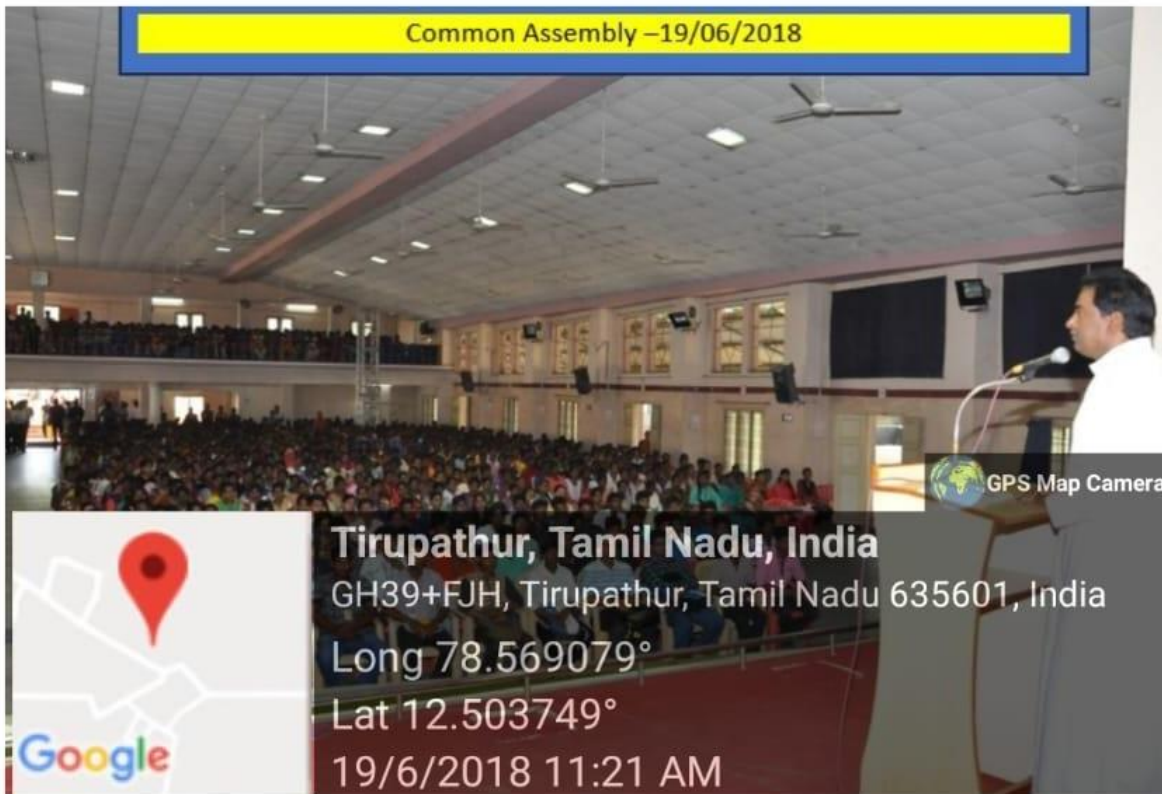 Common Assembly –19/06/2018
GPS Map Camera
Tirupathur, Tamil Nadu, India
GH39+FJH, Tirupathur, Tamil Nadu 635601, India
Long 78.569079°
Lat 12.503749°
19/6/2018 11:21 AM
Google